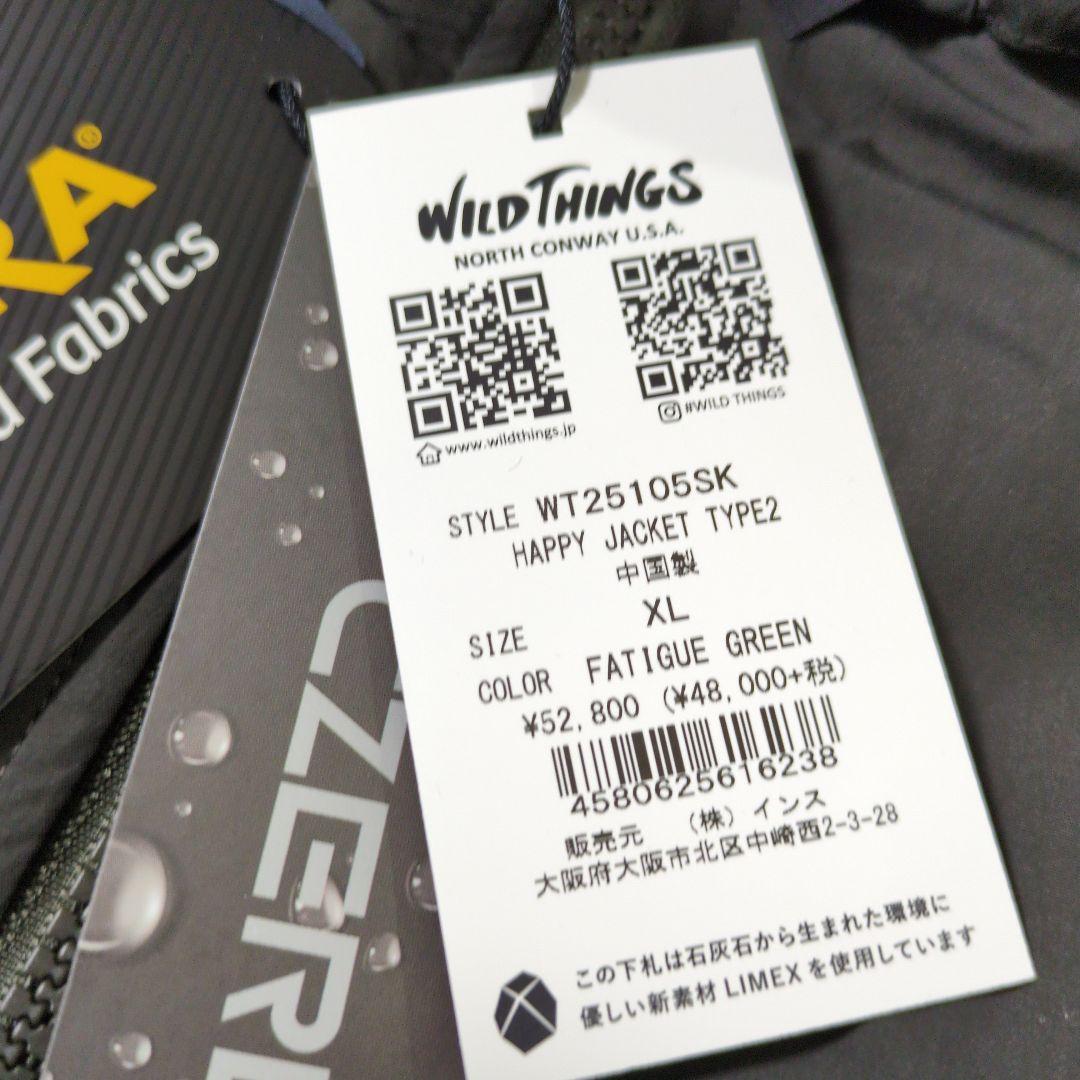 RA®
d Fabrics
CZER
WILD THINGS
NORTH CONWAY U.S.A.
www.wildthings.jp
#WILD THINGS
STYLE WT25105SK
HAPPY JACKET TYPE2
中国製
SIZE XL
COLOR FATIGUE GREEN
¥52,800 (¥48,000+税)
4580625616238
販売元 (株)インス
大阪府大阪市北区中崎西2-3-28
この下札は石灰石から生まれた環境に
優しい新素材 LIMEX を使用しています